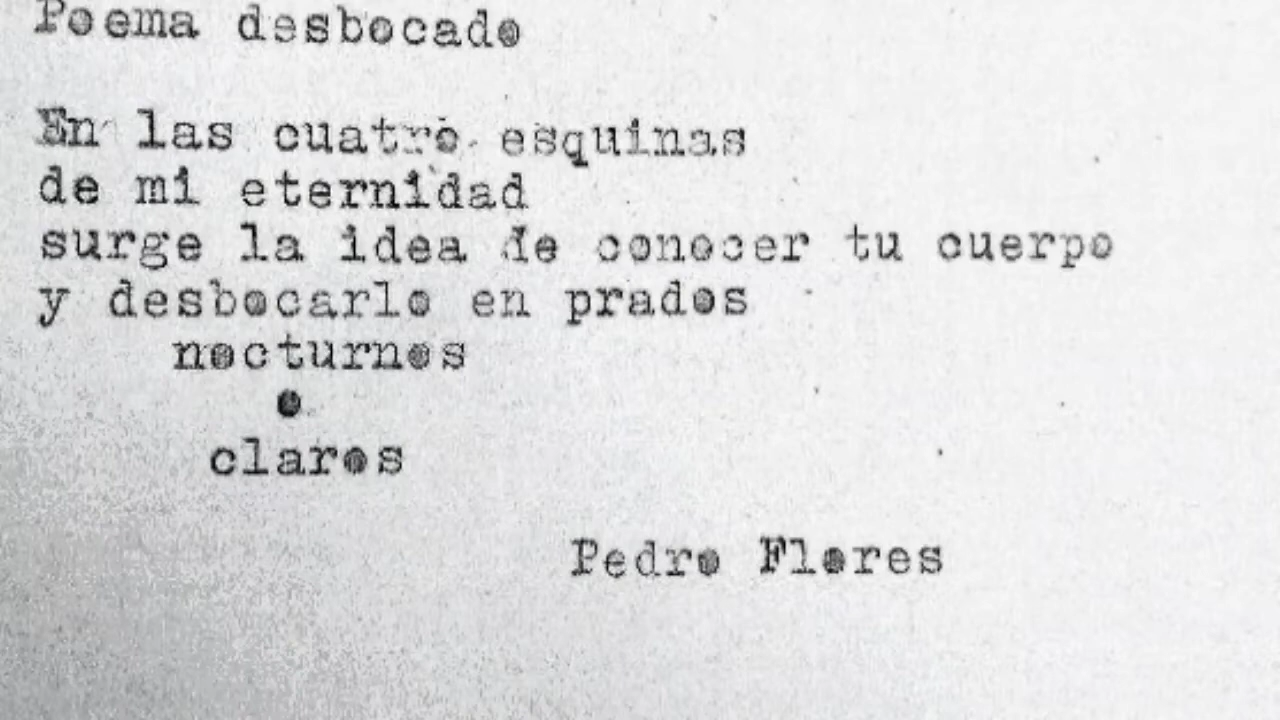 Poema desbocado
En las cuatro esquinas
de mi eternidad
surge la idea de conocer tu cuerpo
y desbocarlo en prados
nocturnos
o
claros
Pedro Flores